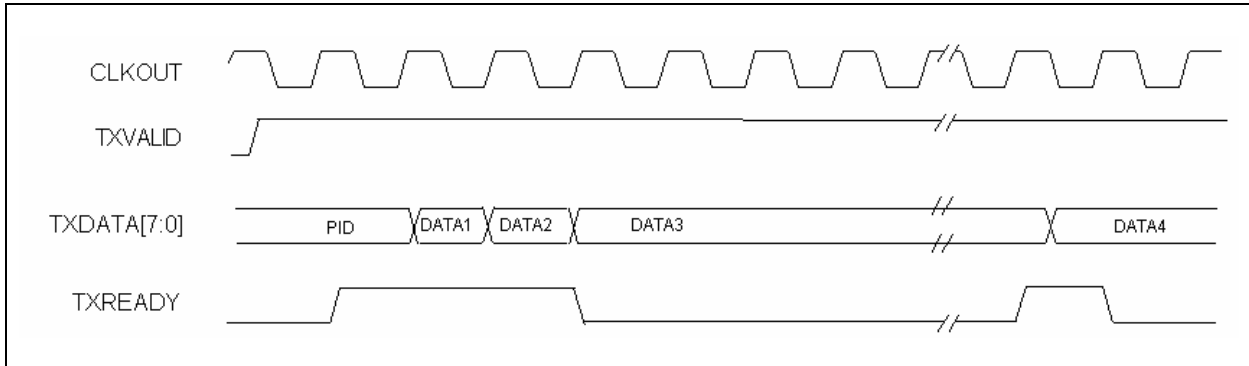 CLKOUT
TXVALID
TXDATA[7:0] PID DATA1 DATA2 DATA3 DATA4
TXREADY